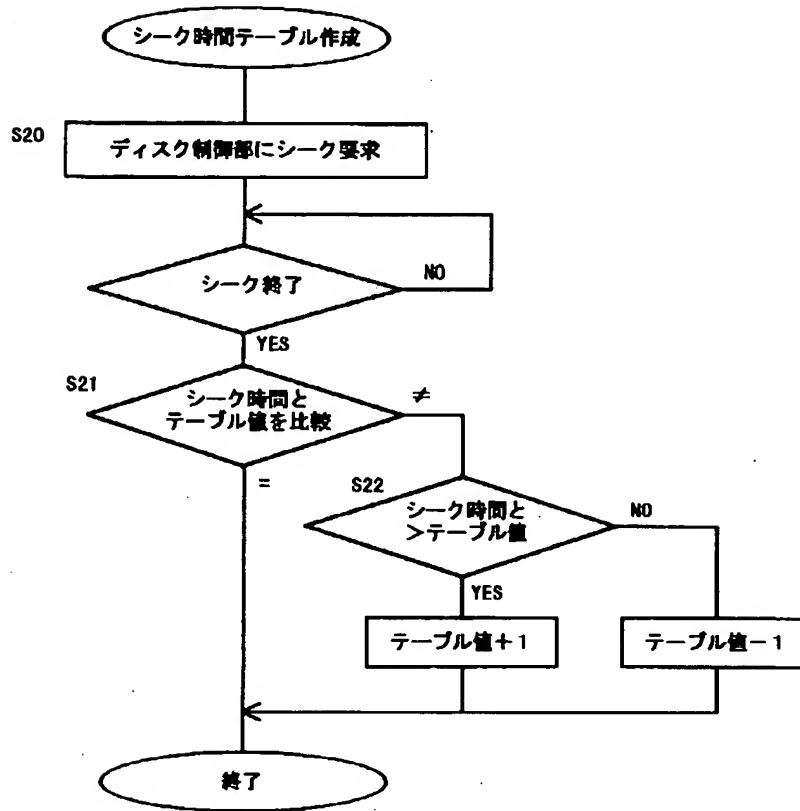 シーク時間テーブル作成
S20
ディスク制御部にシーク要求
シーク終了
NO
YES
S21
シーク時間と
テーブル値を比較
≠
=
S22
シーク時間と
>テーブル値
NO
YES
テーブル値+1
テーブル値-1
終了